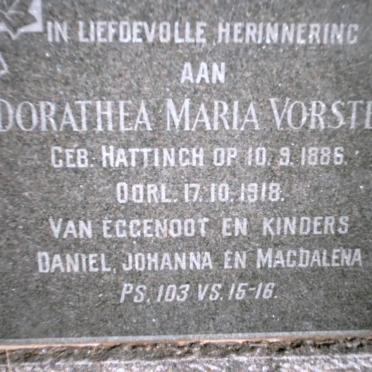 IN LIEFDEVOLLE HERINNERING
AAN
DORATHEA MARIA VORSTE
GEB. HATTINGH OP 10.9.1886.
OORL. 17.10.1918.
VAN EGGENOOT EN KINDERS
DANIEL, JOHANNA EN MAGDALENA
PS. 103 VS. 15-16.